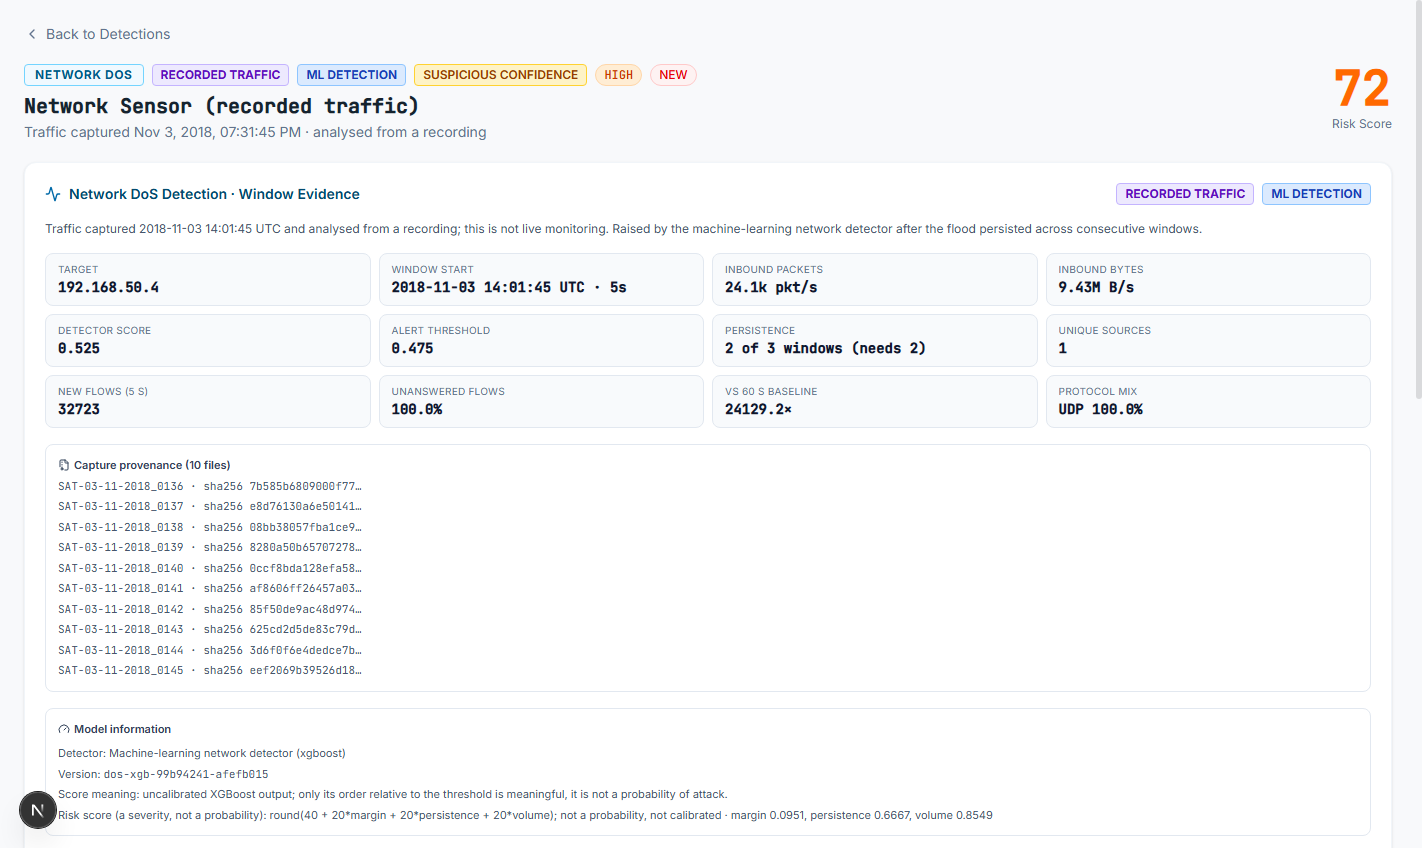 Back to Detections
NETWORK DOS RECORDED TRAFFIC ML DETECTION SUSPICIOUS CONFIDENCE HIGH NEW
Network Sensor (recorded traffic)
Traffic captured Nov 3, 2018, 07:31:45 PM · analysed from a recording
72
Risk Score
Network DoS Detection · Window Evidence
RECORDED TRAFFIC ML DETECTION
Traffic captured 2018-11-03 14:01:45 UTC and analysed from a recording; this is not live monitoring. Raised by the machine-learning network detector after the flood persisted across consecutive windows.
TARGET
192.168.50.4
WINDOW START
2018-11-03 14:01:45 UTC · 5s
INBOUND PACKETS
24.1k pkt/s
INBOUND BYTES
9.43M B/s
DETECTOR SCORE
0.525
ALERT THRESHOLD
0.475
PERSISTENCE
2 of 3 windows (needs 2)
UNIQUE SOURCES
1
NEW FLOWS (5 S)
32723
UNANSWERED FLOWS
100.0%
VS 60 S BASELINE
24129.2×
PROTOCOL MIX
UDP 100.0%
Capture provenance (10 files)
SAT-03-11-2018_0136 · sha256 7b585b6809000f77…
SAT-03-11-2018_0137 · sha256 e8d76130a6e50141…
SAT-03-11-2018_0138 · sha256 08bb38057fba1ce9…
SAT-03-11-2018_0139 · sha256 8280a50b65707278…
SAT-03-11-2018_0140 · sha256 0ccf8bda128efa58…
SAT-03-11-2018_0141 · sha256 af8606ff26457a03…
SAT-03-11-2018_0142 · sha256 85f50de9ac48d974…
SAT-03-11-2018_0143 · sha256 625cd2d5de83c79d…
SAT-03-11-2018_0144 · sha256 3d6f0f6e4dedce7b…
SAT-03-11-2018_0145 · sha256 eef2069b39526d18…
Model information
Detector: Machine-learning network detector (xgboost)
Version: dos-xgb-99b94241-afefb015
Score meaning: uncalibrated XGBoost output; only its order relative to the threshold is meaningful, it is not a probability of attack.
Risk score (a severity, not a probability): round(40 + 20*margin + 20*persistence + 20*volume); not a probability, not calibrated · margin 0.0951, persistence 0.6667, volume 0.8549
N